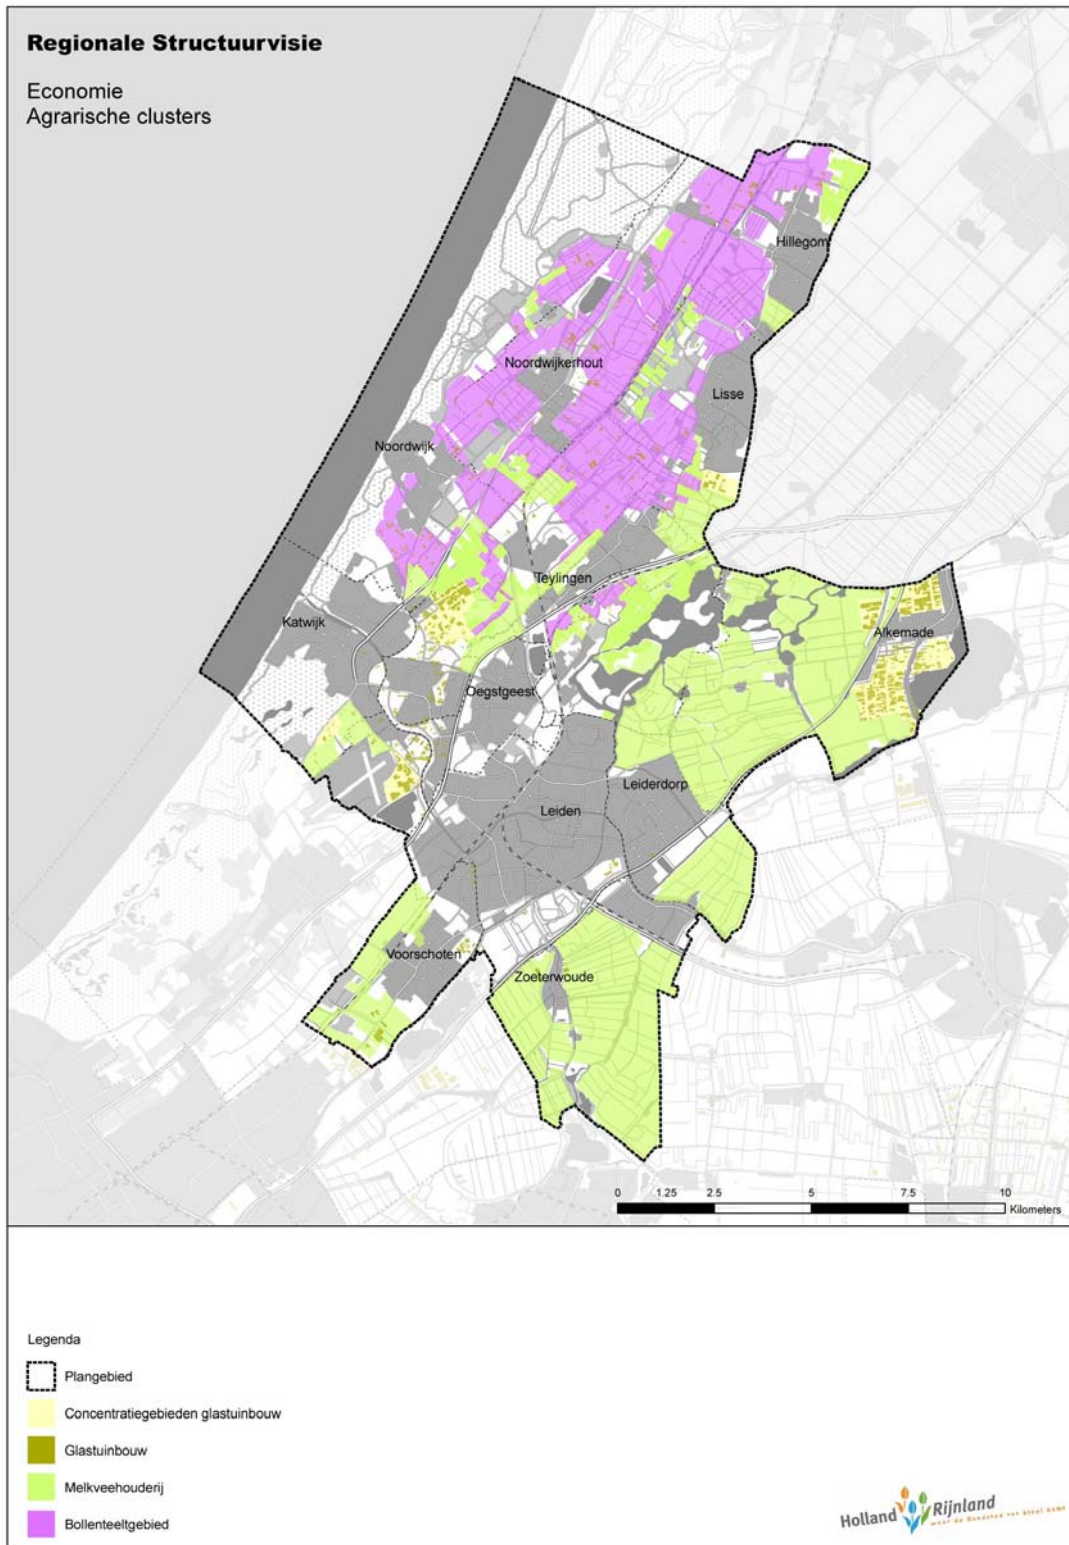 Regionale Structuurvisie
Economie
Agrarische clusters
Hillegom
Noordwijkerhout
Lisse
Noordwijk
Teylingen
Katwijk
Alkemade
Oegstgeest
Leiderdorp
Leiden
Voorschoten
Zoeterwoude
0 1.25 2.5 5 7.5 10
Kilometers
Legenda
Plangebied
Concentratiegebieden glastuinbouw
Glastuinbouw
Melkveehouderij
Bollenteeltgebied
Holland Rijnland